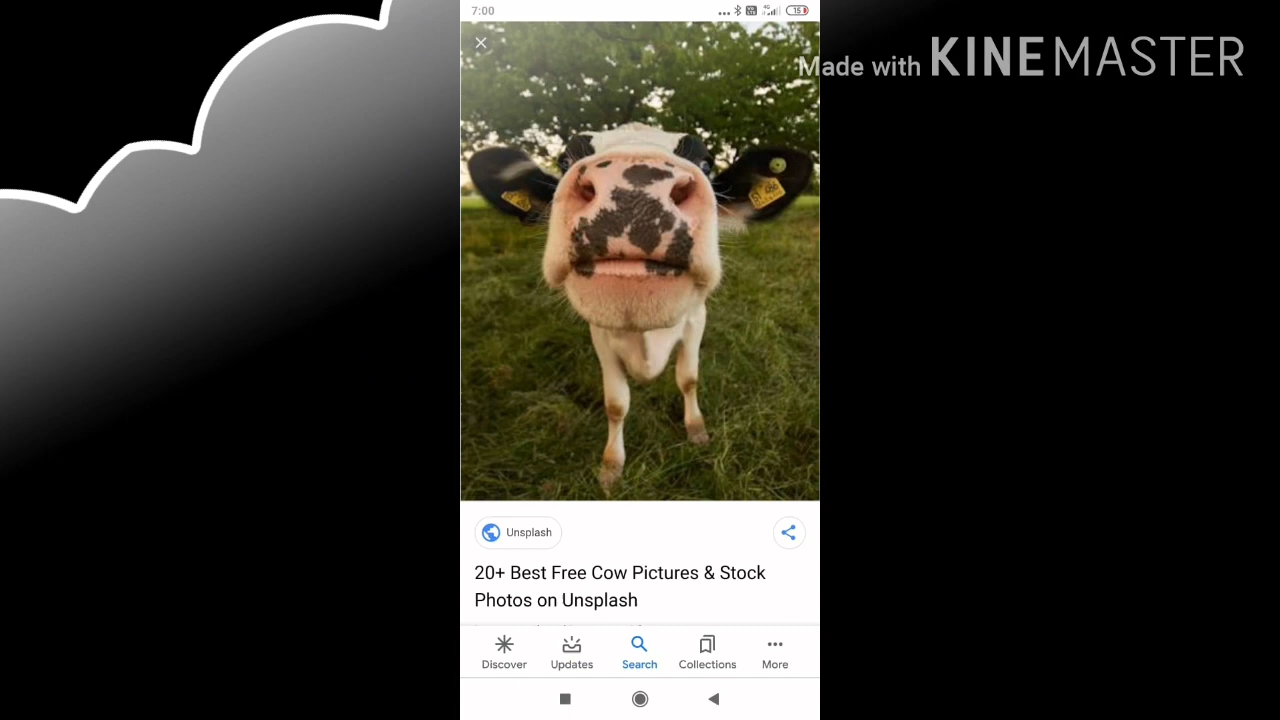 7:00
15
Made with KINEMASTER
Unsplash
20+ Best Free Cow Pictures & Stock
Photos on Unsplash
Discover
Updates
Search
Collections
More